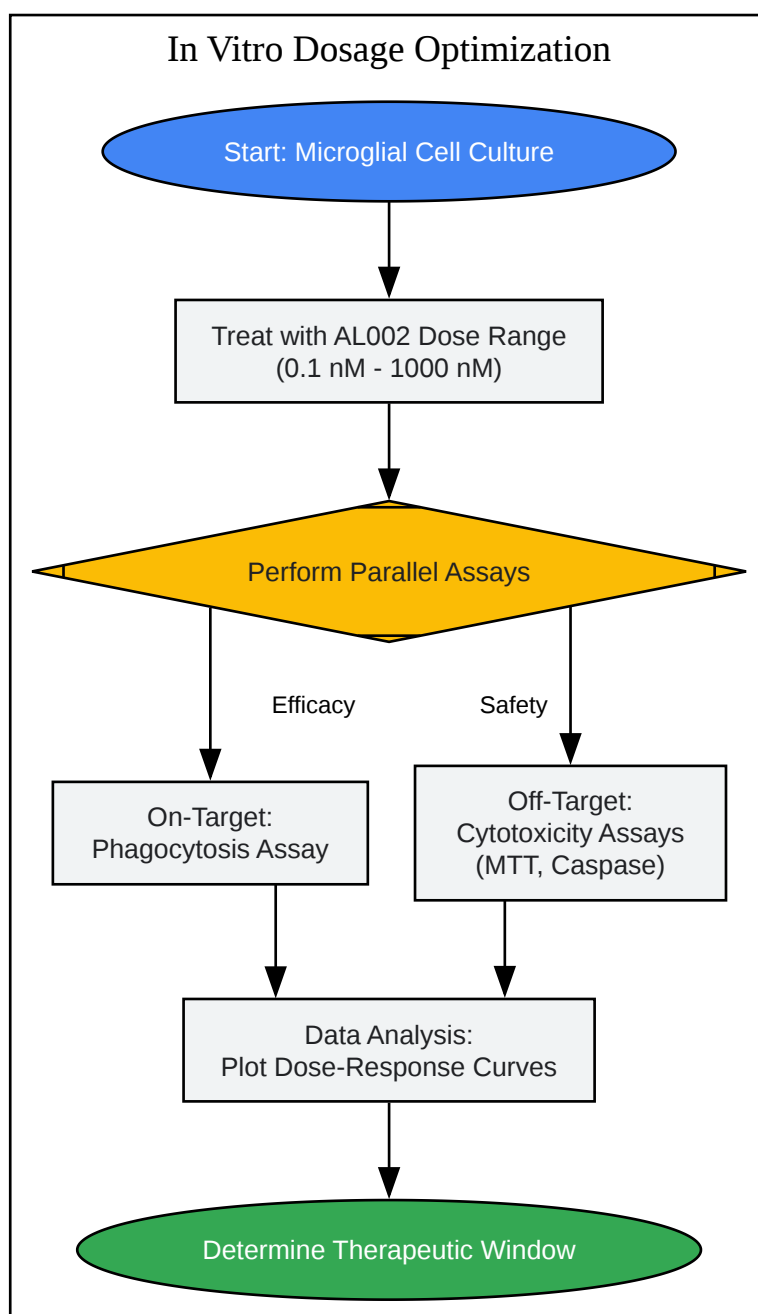 In Vitro Dosage Optimization
Start: Microglial Cell Culture
Treat with AL002 Dose Range
(0.1 nM - 1000 nM)
Perform Parallel Assays
Efficacy
Safety
On-Target:
Phagocytosis Assay
Off-Target:
Cytotoxicity Assays
(MTT, Caspase)
Data Analysis:
Plot Dose-Response Curves
Determine Therapeutic Window